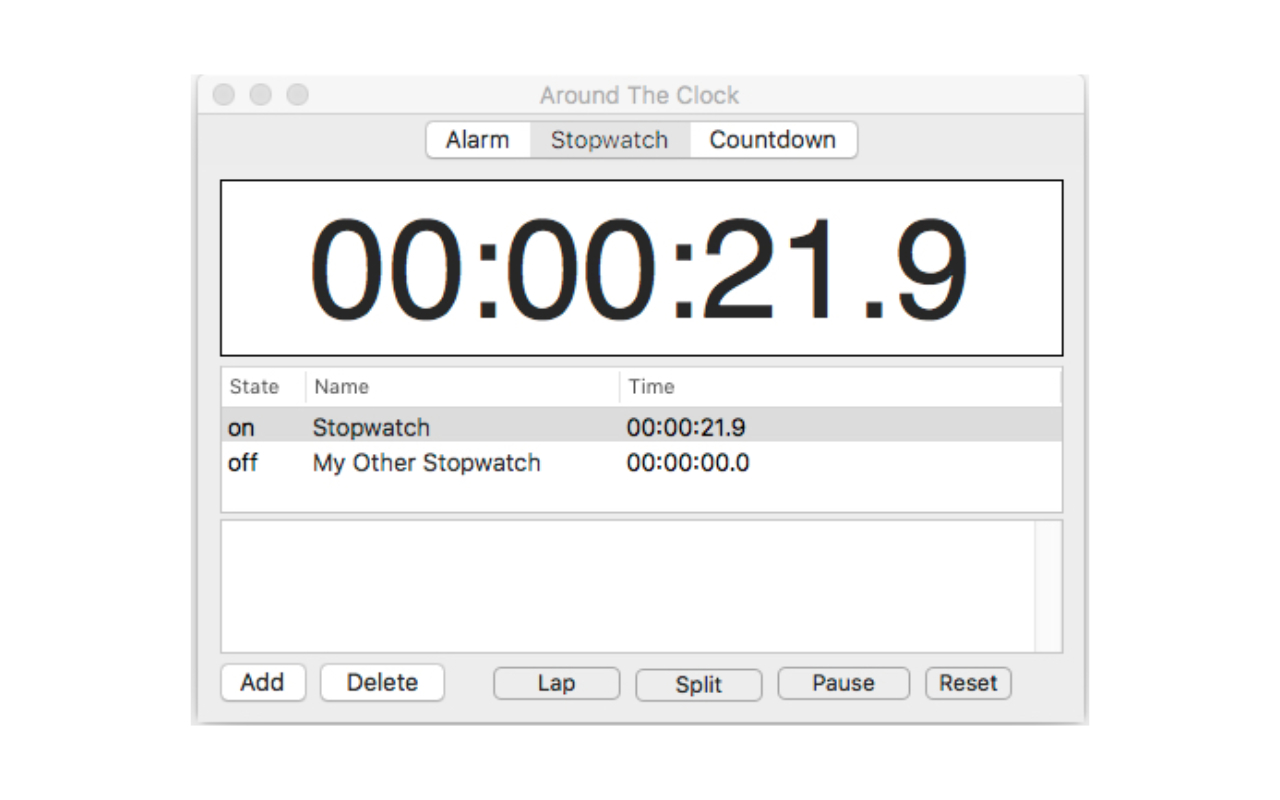 Around The Clock
Alarm Stopwatch Countdown
00:00:21.9
State Name Time
on Stopwatch 00:00:21.9
off My Other Stopwatch 00:00:00.0
Add Delete Lap Split Pause Reset